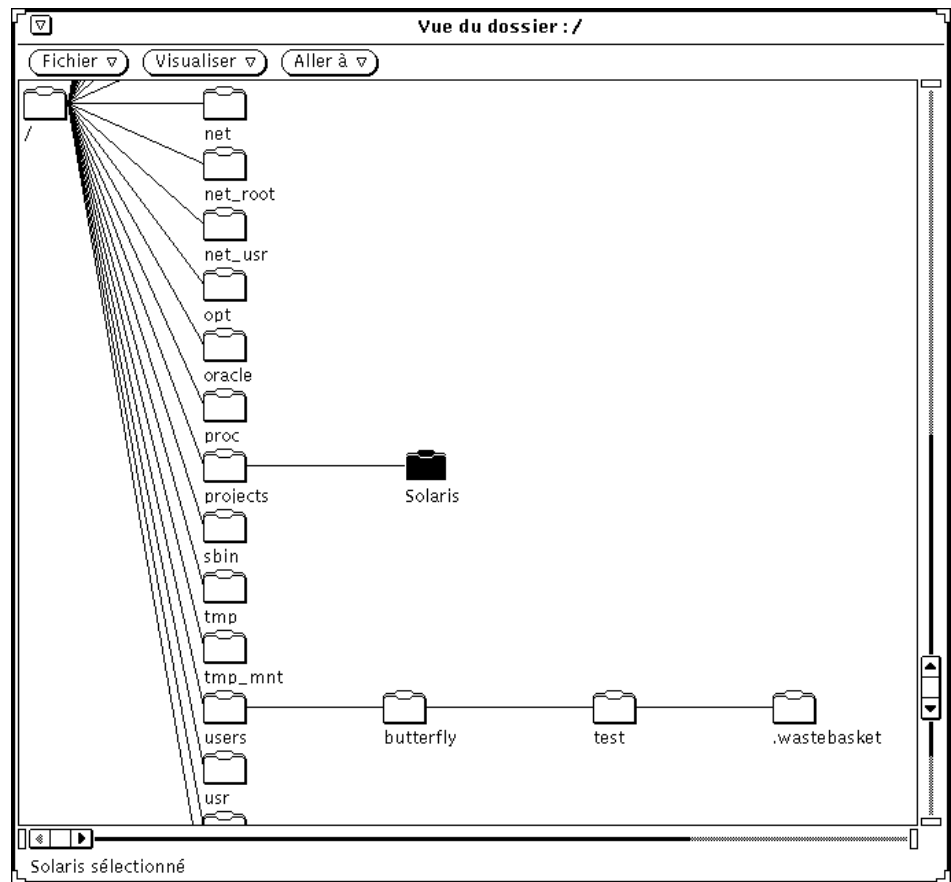 Vue du dossier : /
Fichier Visualiser Aller à
/
net
net_root
net_usr
opt
oracle
proc
projects Solaris
sbin
tmp
tmp_mnt
users butterfly test .wastebasket
usr
Solaris sélectionné